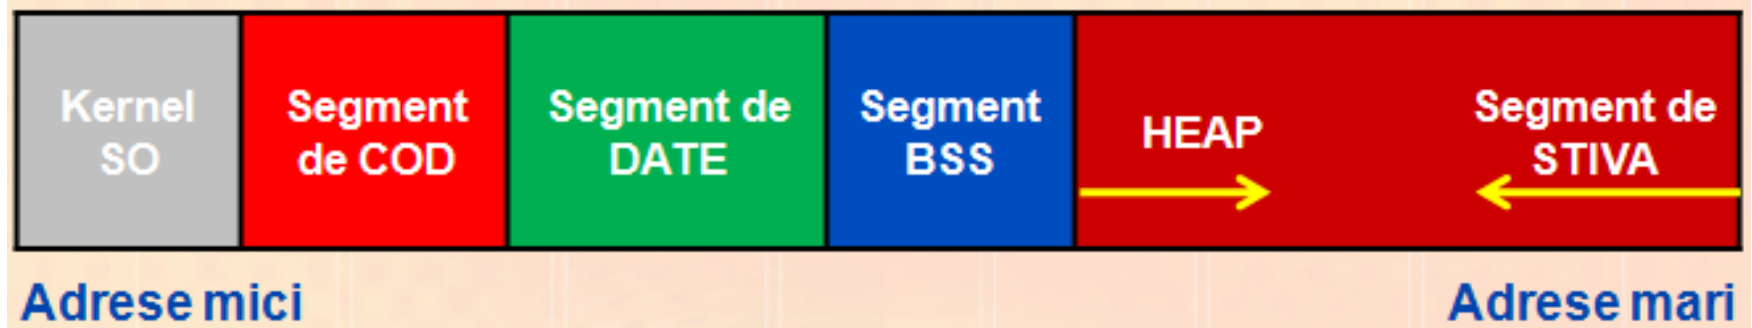 Kernel
SO
Segment
de COD
Segment de
DATE
Segment
BSS
HEAP
Segment de
STIVA
Adrese mici
Adrese mari